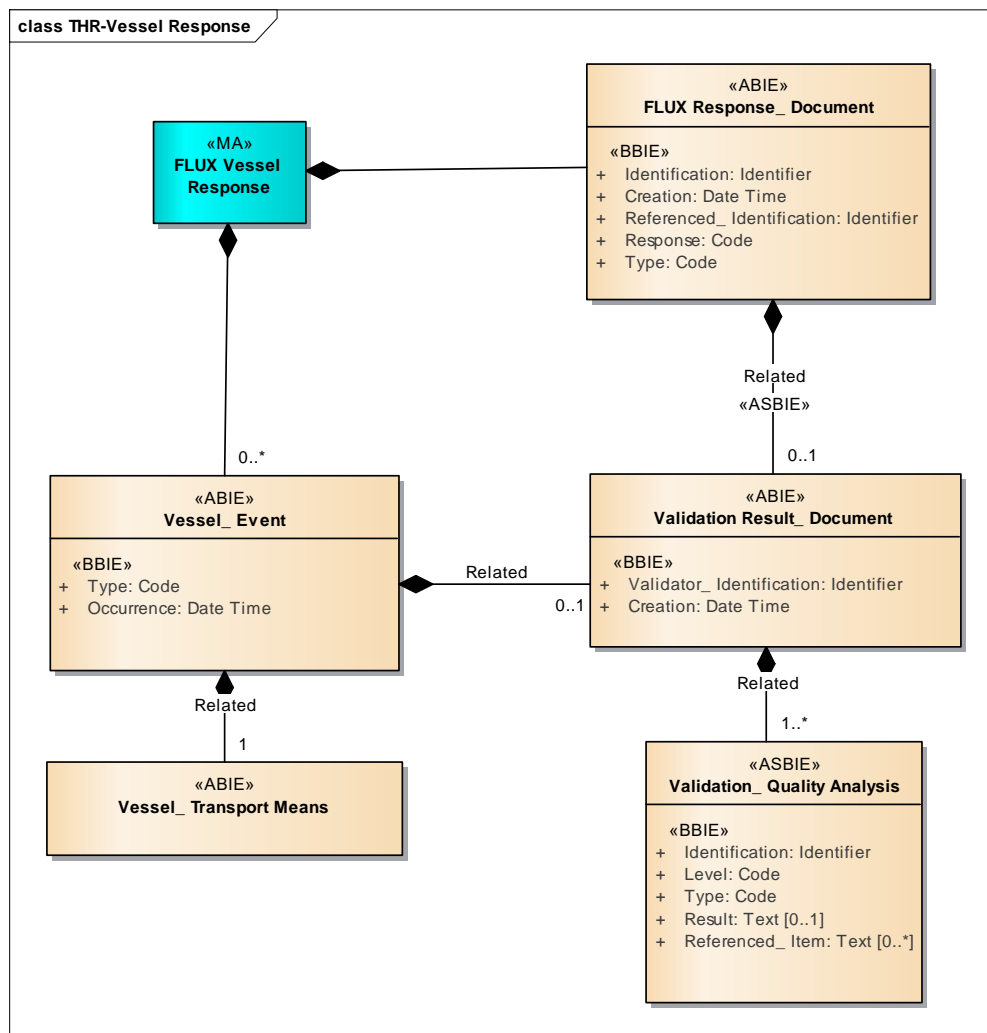 class THR-Vessel Response
«MA»
FLUX Vessel
Response
«ABIE»
FLUX Response_ Document
«BBIE»
+ Identification: Identifier
+ Creation: Date Time
+ Referenced_ Identification: Identifier
+ Response: Code
+ Type: Code
Related
«ASBIE»
0..*
0..1
«ABIE»
Vessel_ Event
«BBIE»
+ Type: Code
+ Occurrence: Date Time
Related
0..1
«ABIE»
Validation Result_ Document
«BBIE»
+ Validator_ Identification: Identifier
+ Creation: Date Time
Related
1
Related
1..*
«ABIE»
Vessel_ Transport Means
«ASBIE»
Validation_ Quality Analysis
«BBIE»
+ Identification: Identifier
+ Level: Code
+ Type: Code
+ Result: Text [0..1]
+ Referenced_ Item: Text [0..*]